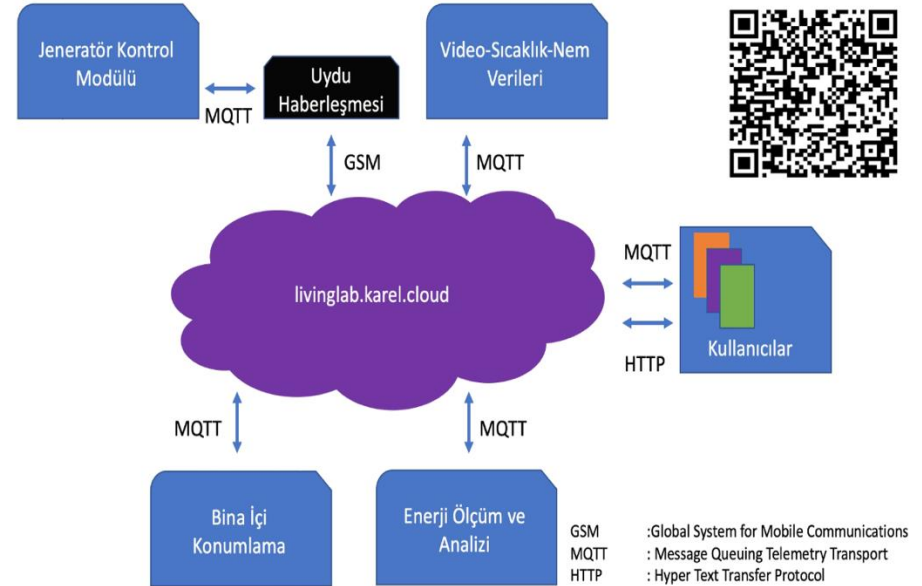 Jeneratör Kontrol
Modülü
MQTT
Uydu
Haberleşmesi
Video-Sıcaklık-Nem
Verileri
GSM
MQTT
livinglab.karel.cloud
MQTT
HTTP
Kullanıcılar
MQTT
MQTT
Bina İçi
Konumlama
Enerji Ölçüm ve
Analizi
GSM :Global System for Mobile Communications
MQTT : Message Queuing Telemetry Transport
HTTP : Hyper Text Transfer Protocol